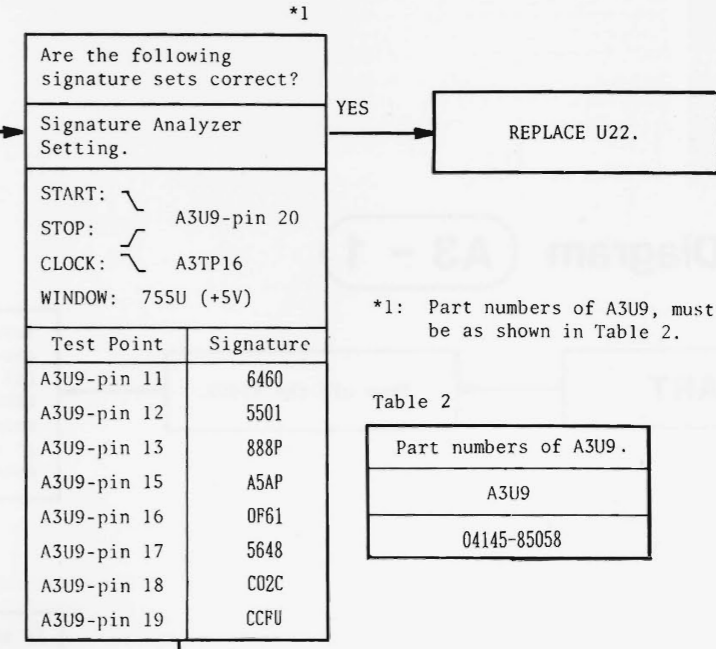 *1
Are the following
signature sets correct?
Signature Analyzer
Setting.
START:
STOP:
A3U9-pin 20
CLOCK: A3TP16
WINDOW: 755U (+5V)
Test Point Signature
A3U9-pin 11 6460
A3U9-pin 12 5501
A3U9-pin 13 888P
A3U9-pin 15 A5AP
A3U9-pin 16 0F61
A3U9-pin 17 5648
A3U9-pin 18 C02C
A3U9-pin 19 CCFU
YES
REPLACE U22.
*1: Part numbers of A3U9, must
be as shown in Table 2.
Table 2
Part numbers of A3U9.
A3U9
04145-85058
Diagram A3 - 1
ART